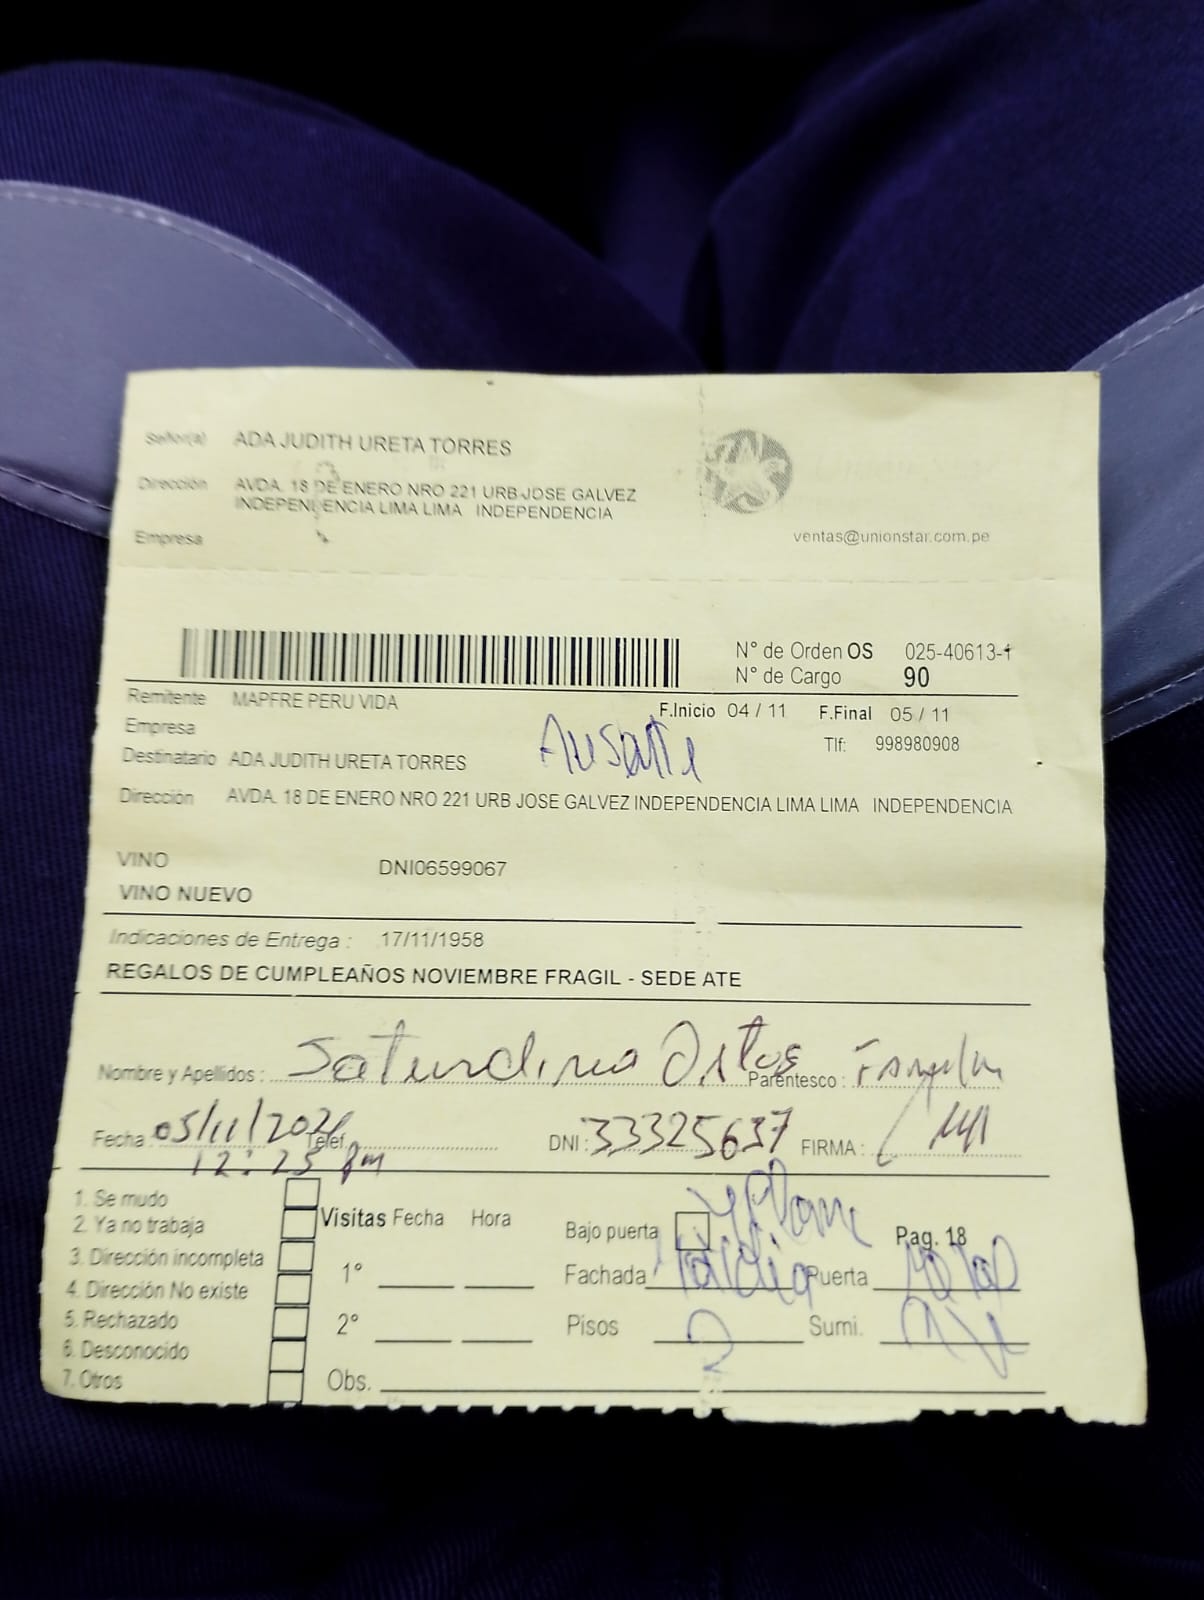 Señor(a) ADA JUDITH URETA TORRES
Dirección AVDA. 18 DE ENERO NRO 221 URB JOSE GALVEZ
INDEPENDENCIA LIMA LIMA INDEPENDENCIA
Empresa
ventas@unionstar.com.pe
N° de Orden OS 025-40613-1
N° de Cargo 90
Remitente MAPFRE PERU VIDA
F.Inicio 04 / 11 F.Final 05 / 11
Empresa
Tlf: 998980908
Destinatario ADA JUDITH URETA TORRES
Dirección AVDA. 18 DE ENERO NRO 221 URB JOSE GALVEZ INDEPENDENCIA LIMA LIMA INDEPENDENCIA
VINO DNI06599067
VINO NUEVO
Indicaciones de Entrega : 17/11/1958
REGALOS DE CUMPLEAÑOS NOVIEMBRE FRAGIL - SEDE ATE
Nombre y Apellidos : Saturdina Parentesco :
Fecha 05/11/ Telef. DNI : 33325637 FIRMA :
12:25 pm
1. Se mudo
2. Ya no trabaja
3. Dirección incompleta
4. Dirección No existe
5. Rechazado
6. Desconocido
7. Otros
Visitas Fecha Hora
1°
2°
Obs.
Bajo puerta Pag. 18
Fachada Puerta
Pisos 2 Sumi.